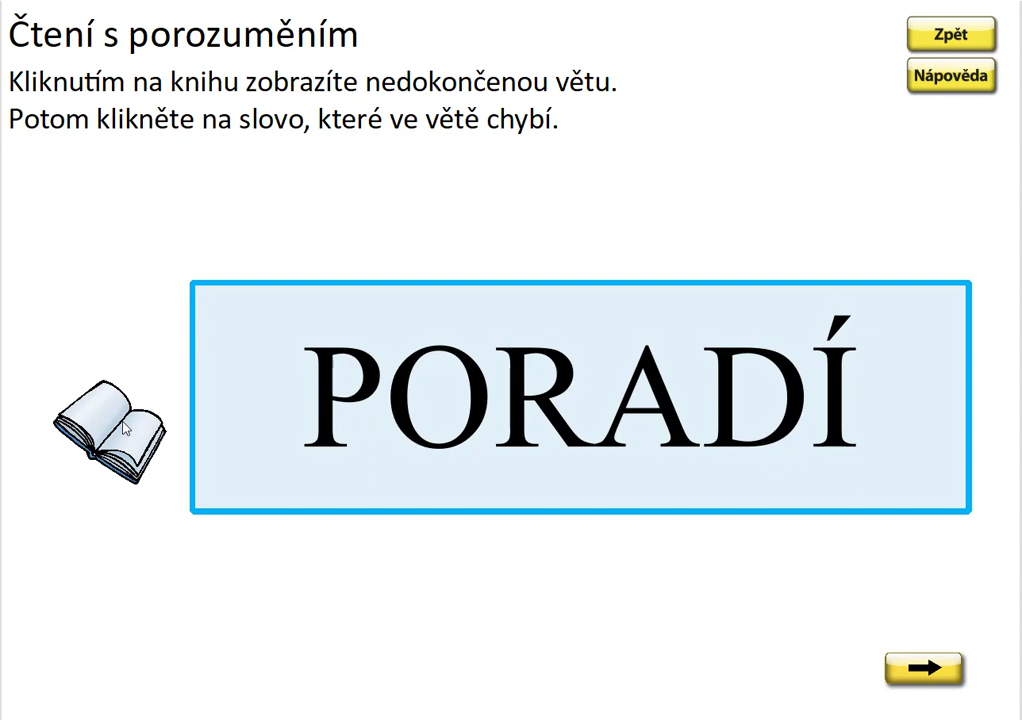 Čtení s porozuměním
Zpět
Kliknutím na knihu zobrazíte nedokončenou větu.
Nápověda
Potom klikněte na slovo, které ve větě chybí.
PORADÍ